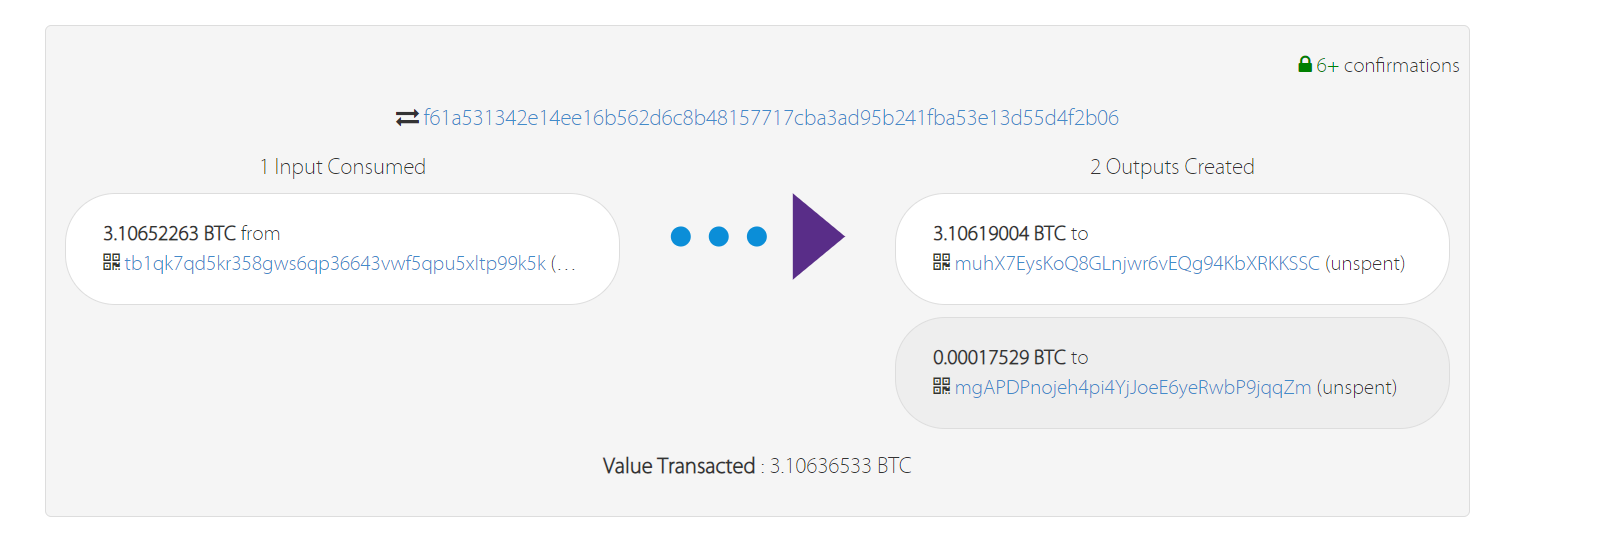 6+ confirmations
f61a531342e14ee16b562d6c8b48157717cba3ad95b241fba53e13d55d4f2b06
1 Input Consumed
2 Outputs Created
3.10652263 BTC from
tb1qk7qd5kr358gws6qp36643vwf5qpu5xltp99k5k (...
3.10619004 BTC to
muhX7EysKoQ8GLnjwr6vEQg94KbXRKKSSC (unspent)
0.00017529 BTC to
mgAPDPnojeh4pi4YjJoeE6yeRwbP9jqqZm (unspent)
Value Transacted : 3.10636533 BTC